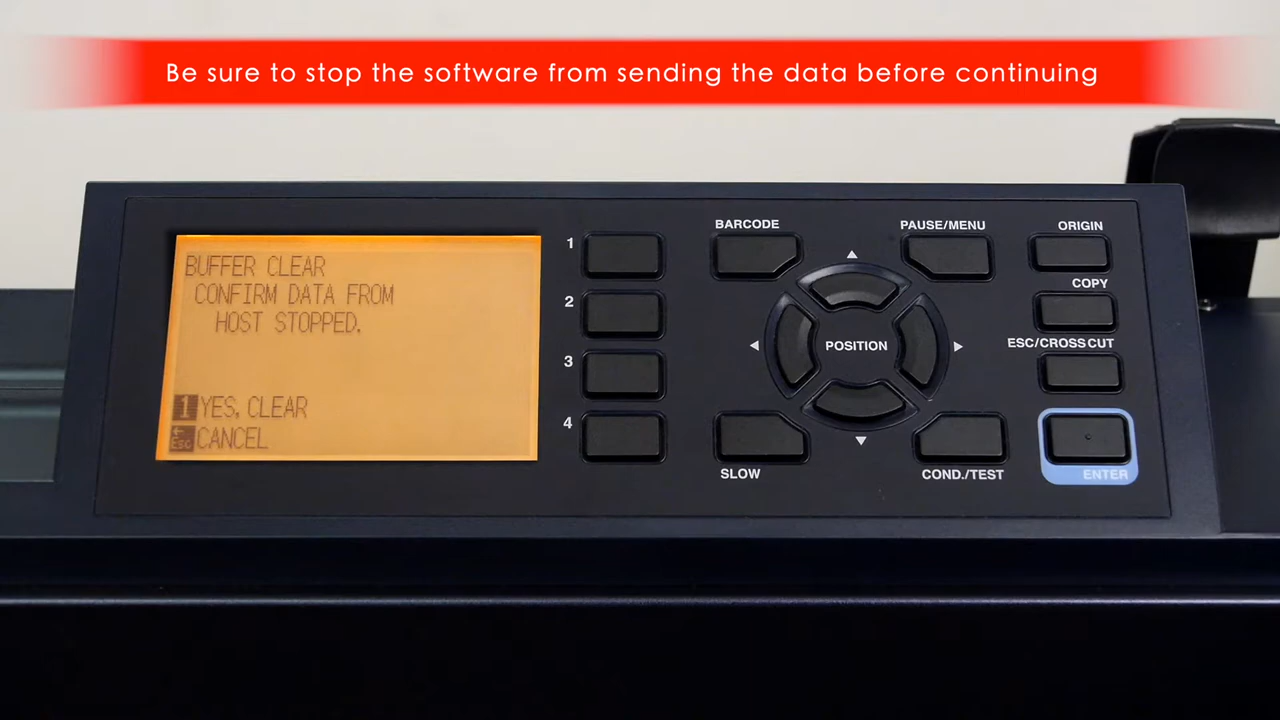 Be sure to stop the software from sending the data before continuing
BUFFER CLEAR
CONFIRM DATA FROM
HOST STOPPED.
1 YES, CLEAR
←ESC CANCEL
1
2
3
4
BARCODE
PAUSE/MENU
ORIGIN
COPY
ESC/CROSS CUT
POSITION
SLOW
COND./TEST
ENTER